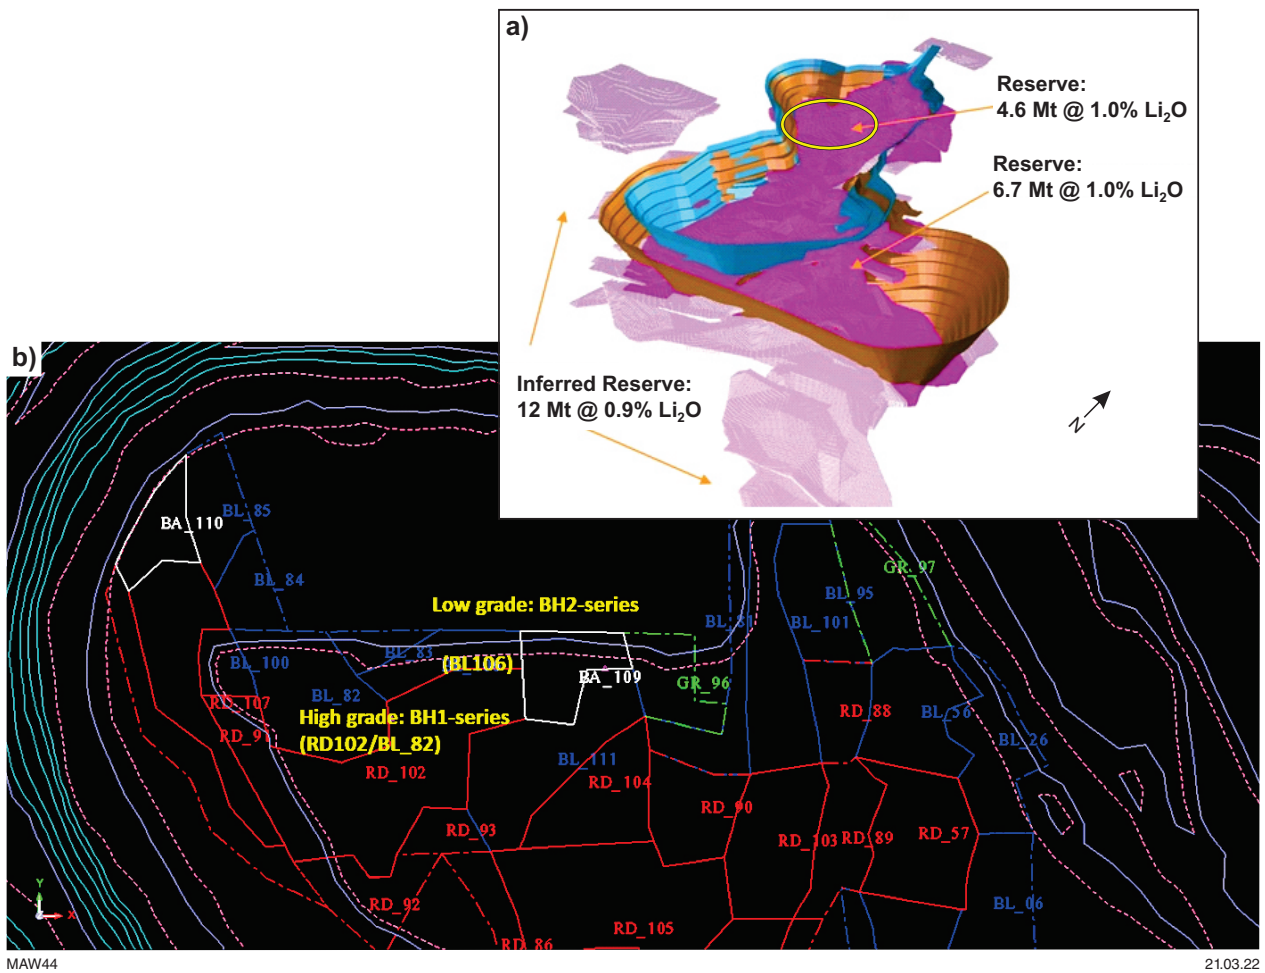 a)
Reserve:
4.6 Mt @ 1.0% Li₂O
Reserve:
6.7 Mt @ 1.0% Li₂O
Inferred Reserve:
12 Mt @ 0.9% Li₂O
N
b)
BA_110
BL_85
BL_84
GR_97
BL_95
Low grade: BH2-series
BL_81
BL_101
BL_100
BL_83
(BL106)
BA_109
GR_96
BL_82
RD_107
High grade: BH1-series
(RD102/BL_82)
RD_88
BL_56
RD_9
BL_26
RD_102
BL_111
RD_104
RD_90
RD_93
RD_103
RD_89
RD_57
RD_92
BL_06
RD_105
RD_86
Y
X
MAW44
21.03.22